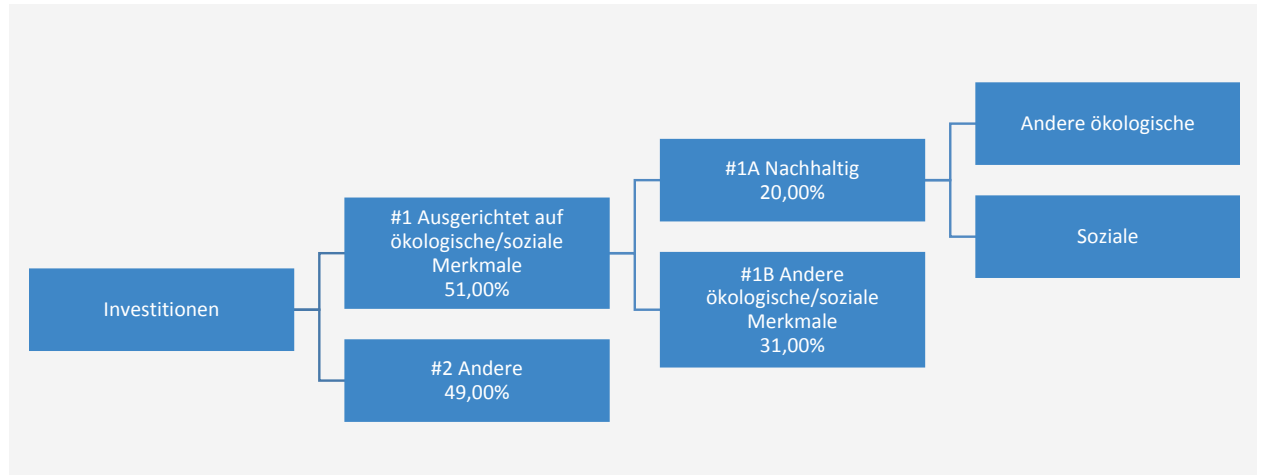 Investitionen
#1 Ausgerichtet auf
ökologische/soziale
Merkmale
51,00%
#2 Andere
49,00%
#1A Nachhaltig
20,00%
#1B Andere
ökologische/soziale
Merkmale
31,00%
Andere ökologische
Soziale